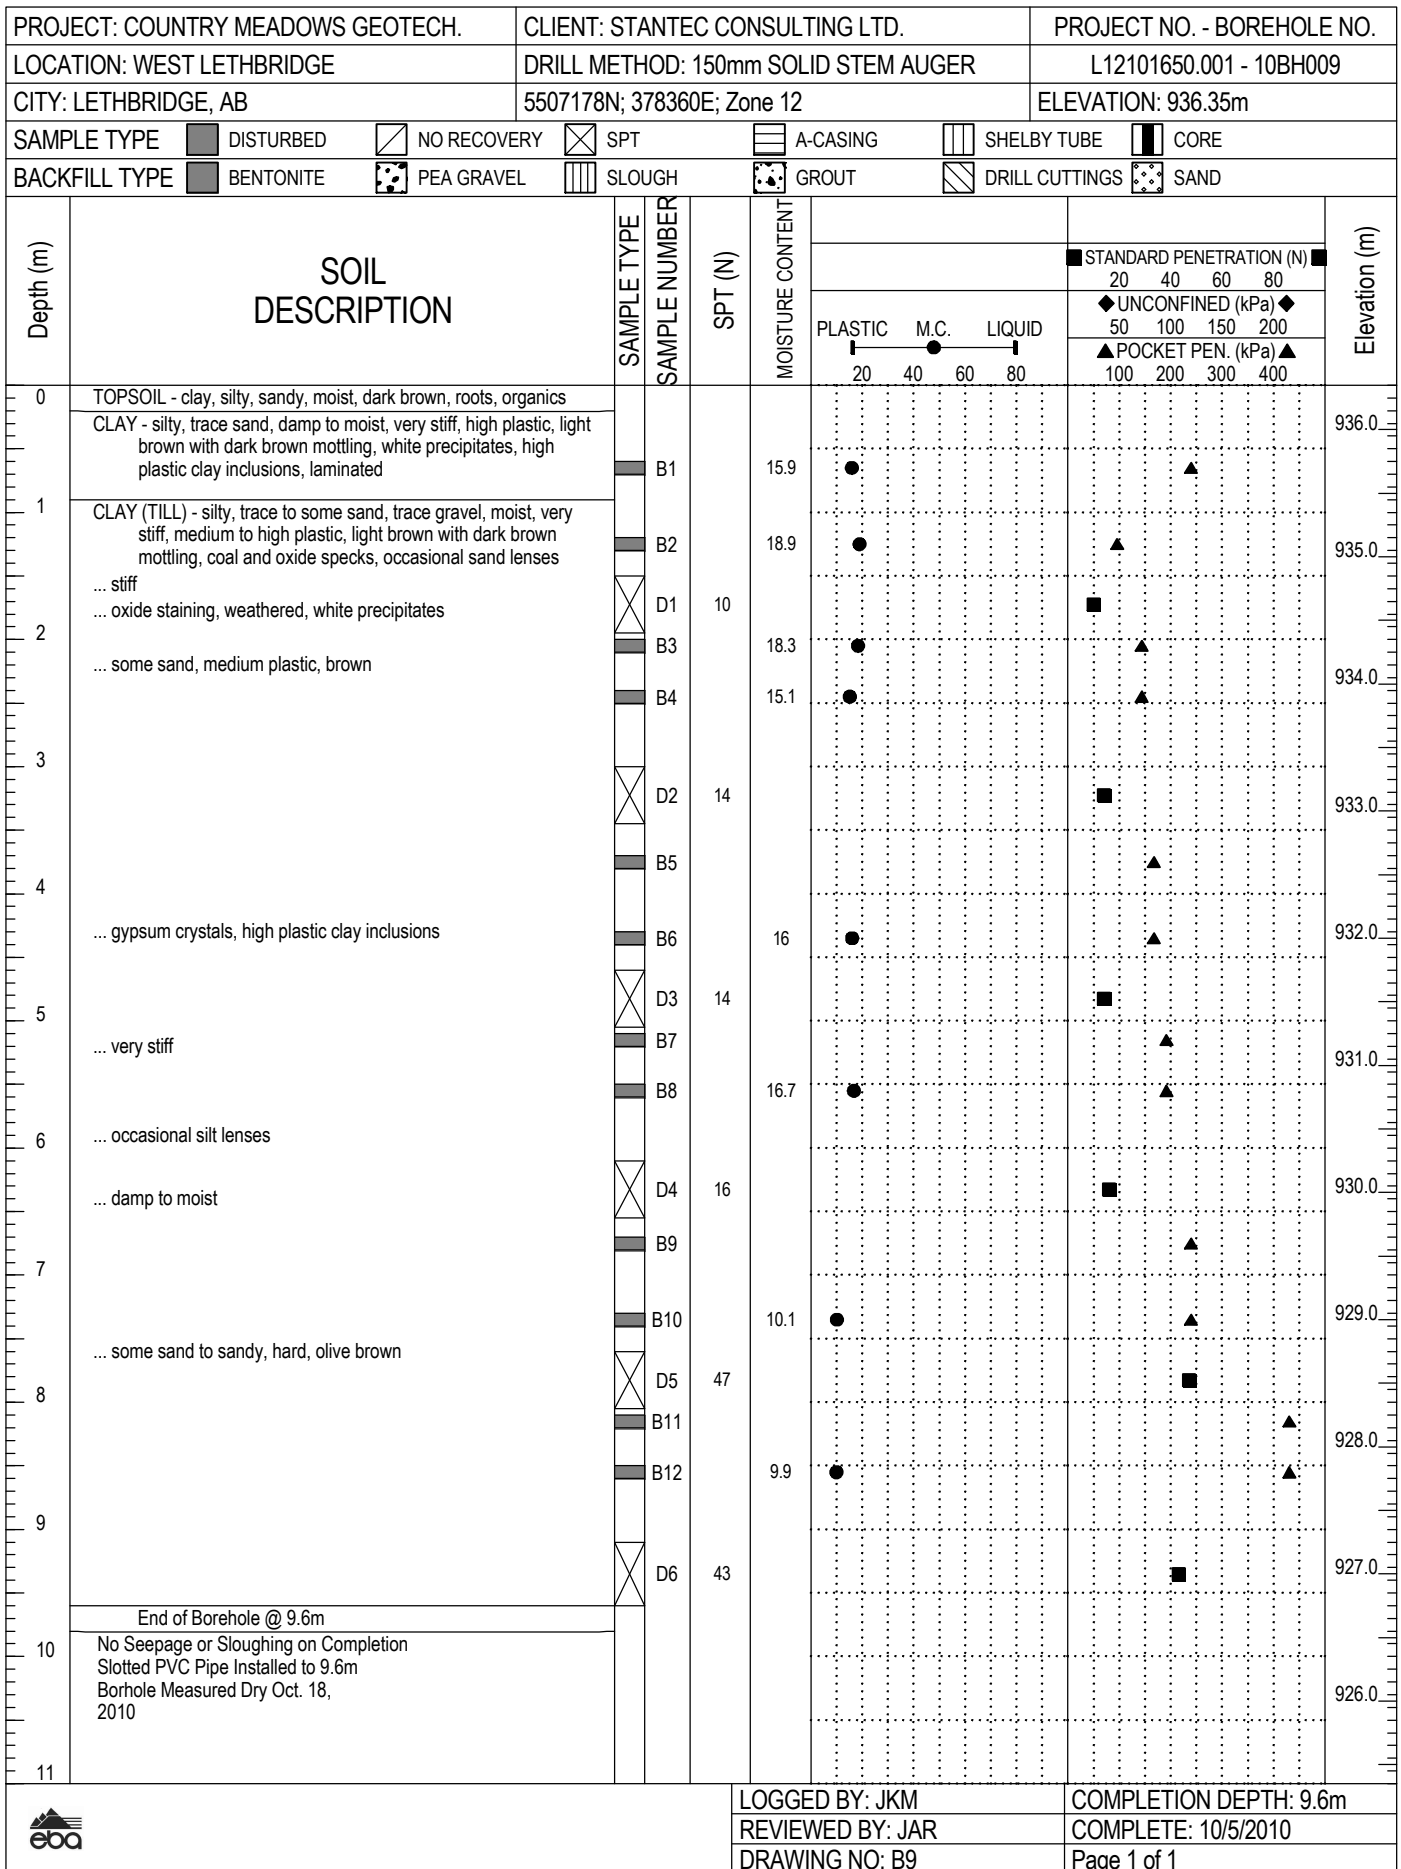 PROJECT: COUNTRY MEADOWS GEOTECH. CLIENT: STANTEC CONSULTING LTD. PROJECT NO. - BOREHOLE NO.
LOCATION: WEST LETHBRIDGE DRILL METHOD: 150mm SOLID STEM AUGER L12101650.001 - 10BH009
CITY: LETHBRIDGE, AB 5507178N; 378360E; Zone 12 ELEVATION: 936.35m
SAMPLE TYPE DISTURBED NO RECOVERY SPT A-CASING SHELBY TUBE CORE
BACKFILL TYPE BENTONITE PEA GRAVEL SLOUGH GROUT DRILL CUTTINGS SAND
Depth (m)
SOIL
DESCRIPTION
SAMPLE TYPE
SAMPLE NUMBER
SPT (N)
MOISTURE CONTENT
PLASTIC M.C. LIQUID
20 40 60 80
STANDARD PENETRATION (N)
20 40 60 80
UNCONFINED (kPa)
50 100 150 200
POCKET PEN. (kPa)
100 200 300 400
Elevation (m)
0 TOPSOIL - clay, silty, sandy, moist, dark brown, roots, organics
CLAY - silty, trace sand, damp to moist, very stiff, high plastic, light 936.0
brown with dark brown mottling, white precipitates, high
plastic clay inclusions, laminated B1 15.9
1 CLAY (TILL) - silty, trace to some sand, trace gravel, moist, very
stiff, medium to high plastic, light brown with dark brown
mottling, coal and oxide specks, occasional sand lenses B2 18.9 935.0
... stiff
... oxide staining, weathered, white precipitates D1 10
2 B3 18.3
... some sand, medium plastic, brown 934.0
B4 15.1
3
D2 14 933.0
B5
4
... gypsum crystals, high plastic clay inclusions B6 16 932.0
D3 14
5
... very stiff B7 931.0
B8 16.7
6 ... occasional silt lenses
... damp to moist D4 16 930.0
B9
7
B10 10.1 929.0
... some sand to sandy, hard, olive brown
8 D5 47
B11 928.0
B12 9.9
9
D6 43 927.0
End of Borehole @ 9.6m
10 No Seepage or Sloughing on Completion
Slotted PVC Pipe Installed to 9.6m
Borhole Measured Dry Oct. 18, 926.0
2010
11
eba
LOGGED BY: JKM COMPLETION DEPTH: 9.6m
REVIEWED BY: JAR COMPLETE: 10/5/2010
DRAWING NO: B9 Page 1 of 1